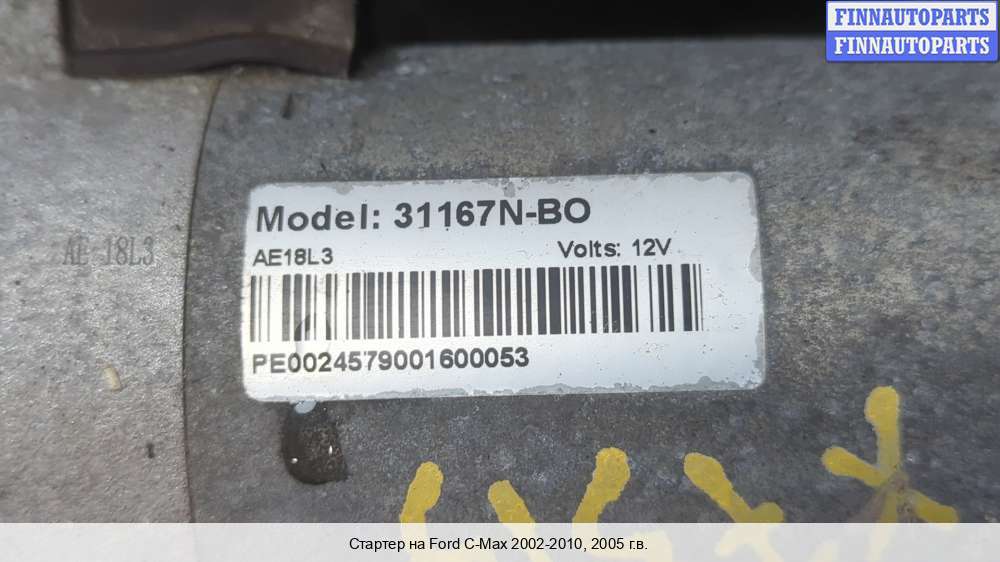 FINNAUTOPARTS
FINNAUTOPARTS
Model: 31167N-BO
AE18L3
Volts: 12V
AE 18L3
PE0024579001600053
Стартер на Ford C-Max 2002-2010, 2005 г.в.